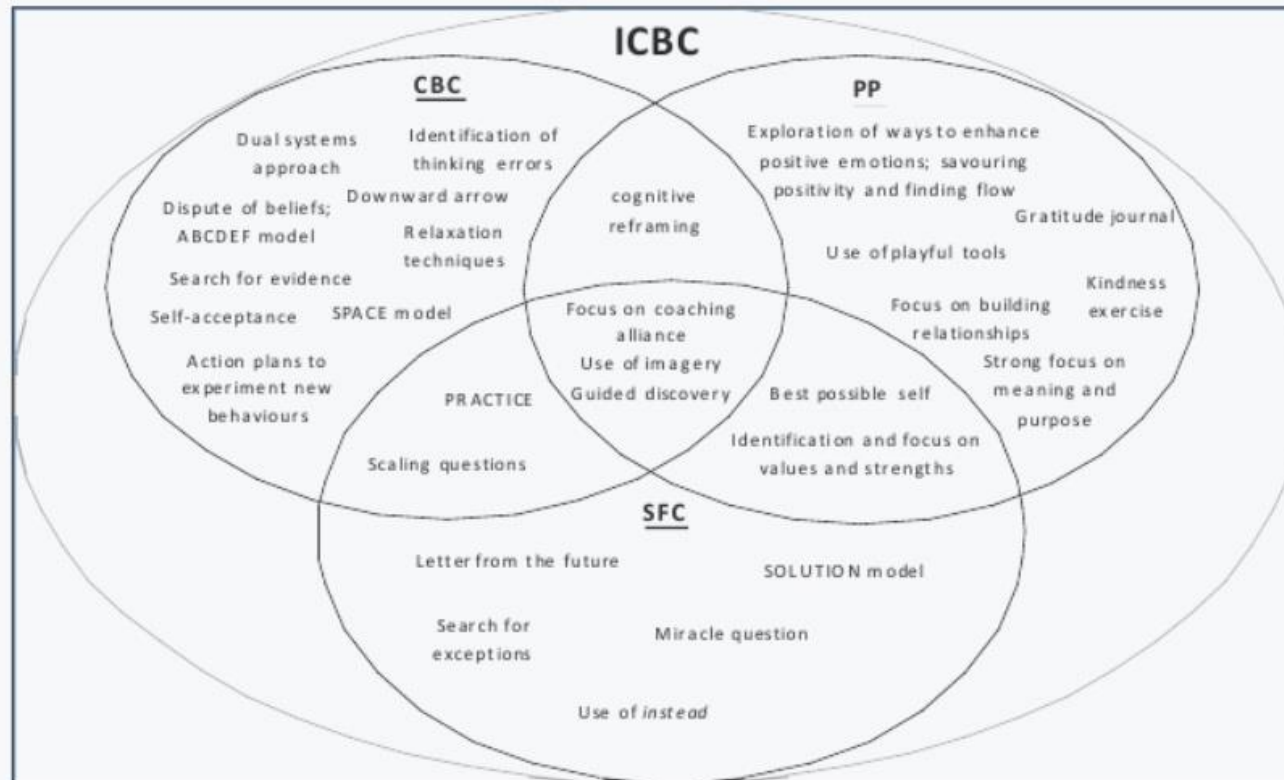 ICBC
CBC
Dual systems
approach
Identification of
thinking errors
Downward arrow
Dispute of beliefs;
ABCDEF model
Relaxation
techniques
Search for evidence
Self-acceptance
SPACE model
Action plans to
experiment new
behaviours
cognitive
reframing
PP
Exploration of ways to enhance
positive emotions; savouring
positivity and finding flow
Gratitude journal
Use of playful tools
Kindness
exercise
Focus on building
relationships
Strong focus on
meaning and
purpose
Focus on coaching
alliance
Use of imagery
Guided discovery
PRACTICE
Scaling questions
Best possible self
Identification and focus on
values and strengths
SFC
Letter from the future
SOLUTION model
Search for
exceptions
Miracle question
Use of instead